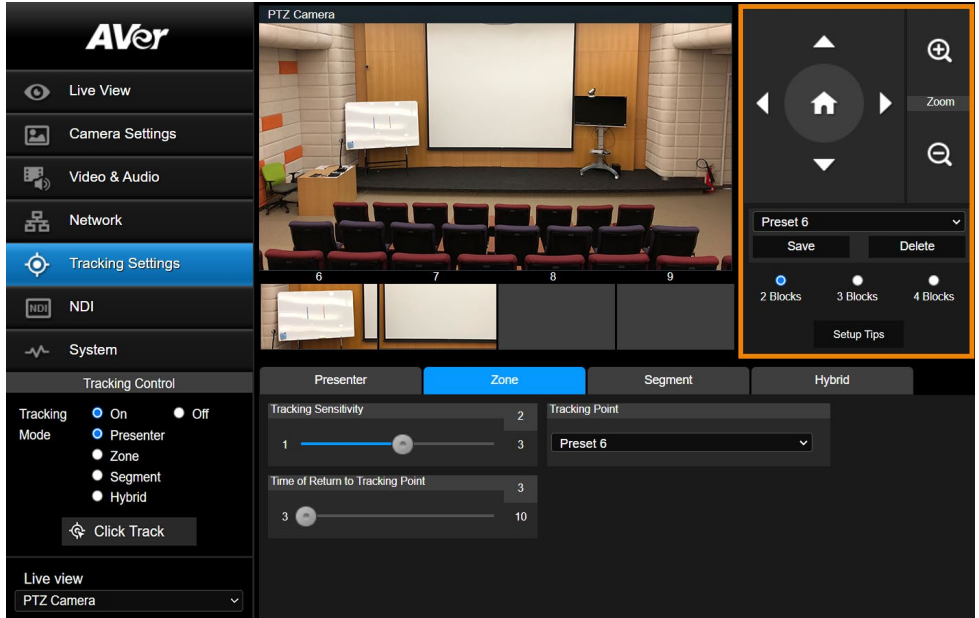 AVer
Live View
Camera Settings
Video & Audio
Network
Tracking Settings
NDI NDI
System
Tracking Control
Tracking Mode
On Off
Presenter
Zone
Segment
Hybrid
Click Track
Live view
PTZ Camera
PTZ Camera
6 7 8 9
Zoom
Preset 6
Save Delete
2 Blocks 3 Blocks 4 Blocks
Setup Tips
Presenter Zone Segment Hybrid
Tracking Sensitivity 2
1 3
Tracking Point
Preset 6
Time of Return to Tracking Point 3
3 10